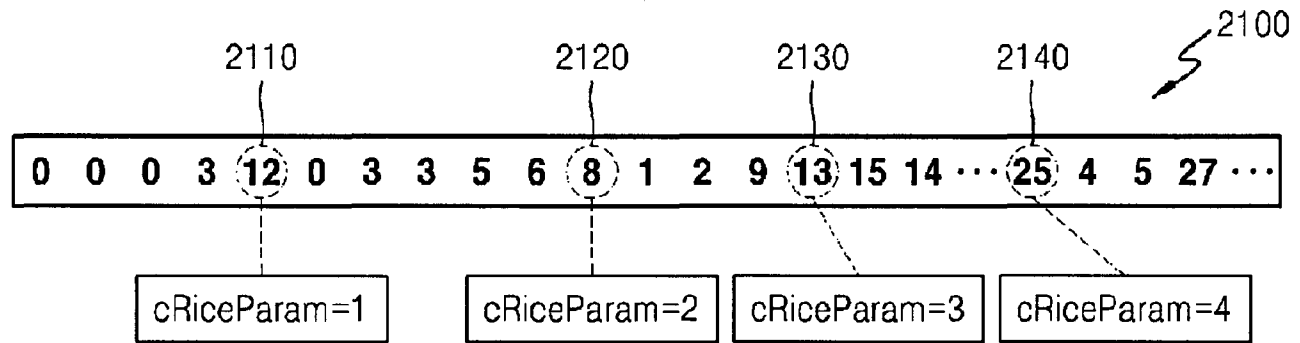 2100
2110 2120 2130 2140
0 0 0 3 12 0 3 3 5 6 8 1 2 9 13 15 14 ··· 25 4 5 27 ···
cRiceParam=1 cRiceParam=2 cRiceParam=3 cRiceParam=4